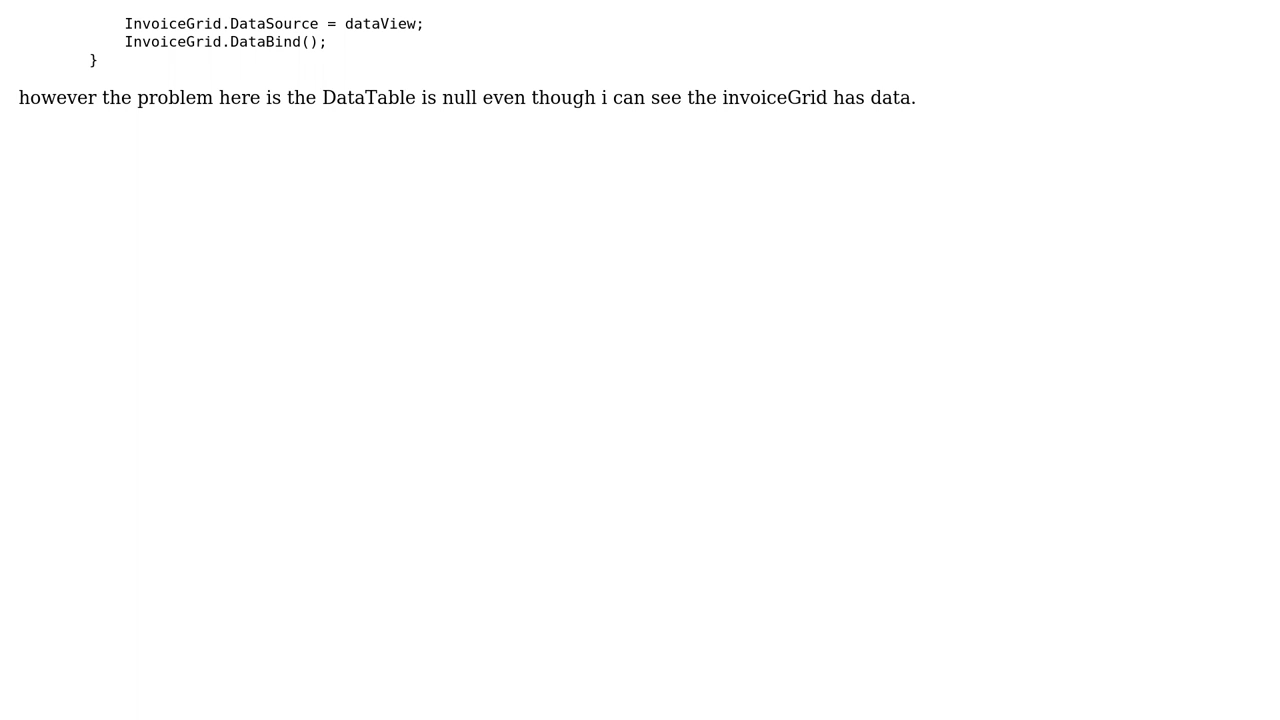 InvoiceGrid.DataSource = dataView;
InvoiceGrid.DataBind();
}
however the problem here is the DataTable is null even though i can see the invoiceGrid has data.